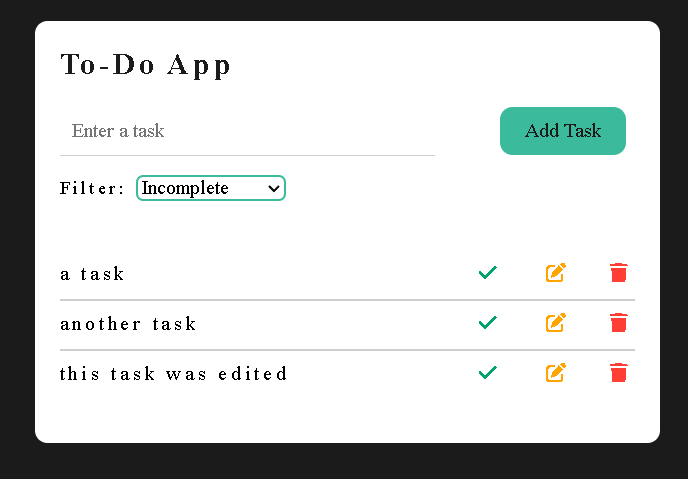 To-Do App
Enter a task
Add Task
Filter: Incomplete
a task
another task
this task was edited